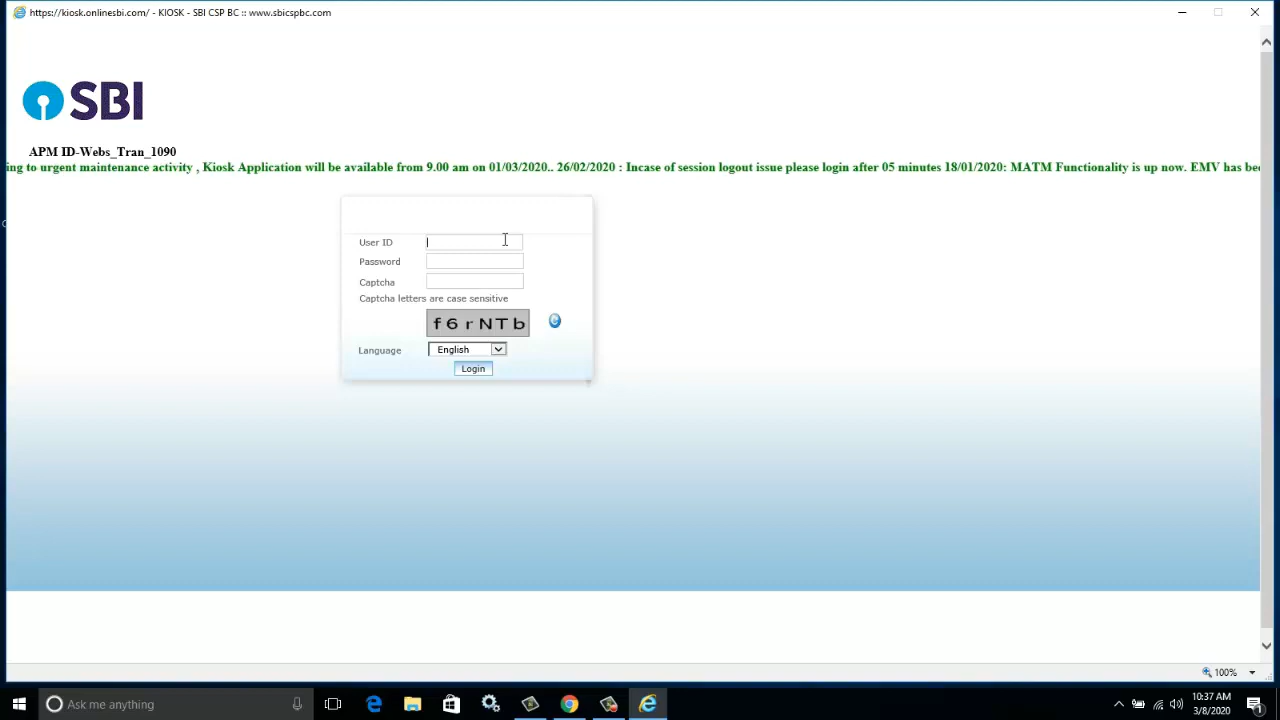 https://kiosk.onlinesbi.com/ - KIOSK - SBI CSP BC :: www.sbicspbc.com
SBI
APM ID-Webs_Tran_1090
ing to urgent maintenance activity , Kiosk Application will be available from 9.00 am on 01/03/2020.. 26/02/2020 : Incase of session logout issue please login after 05 minutes 18/01/2020: MATM Functionality is up now. EMV has bee
User ID
Password
Captcha
Captcha letters are case sensitive
f6rNTb
Language English
Login
100%
Ask me anything
10:37 AM
3/8/2020